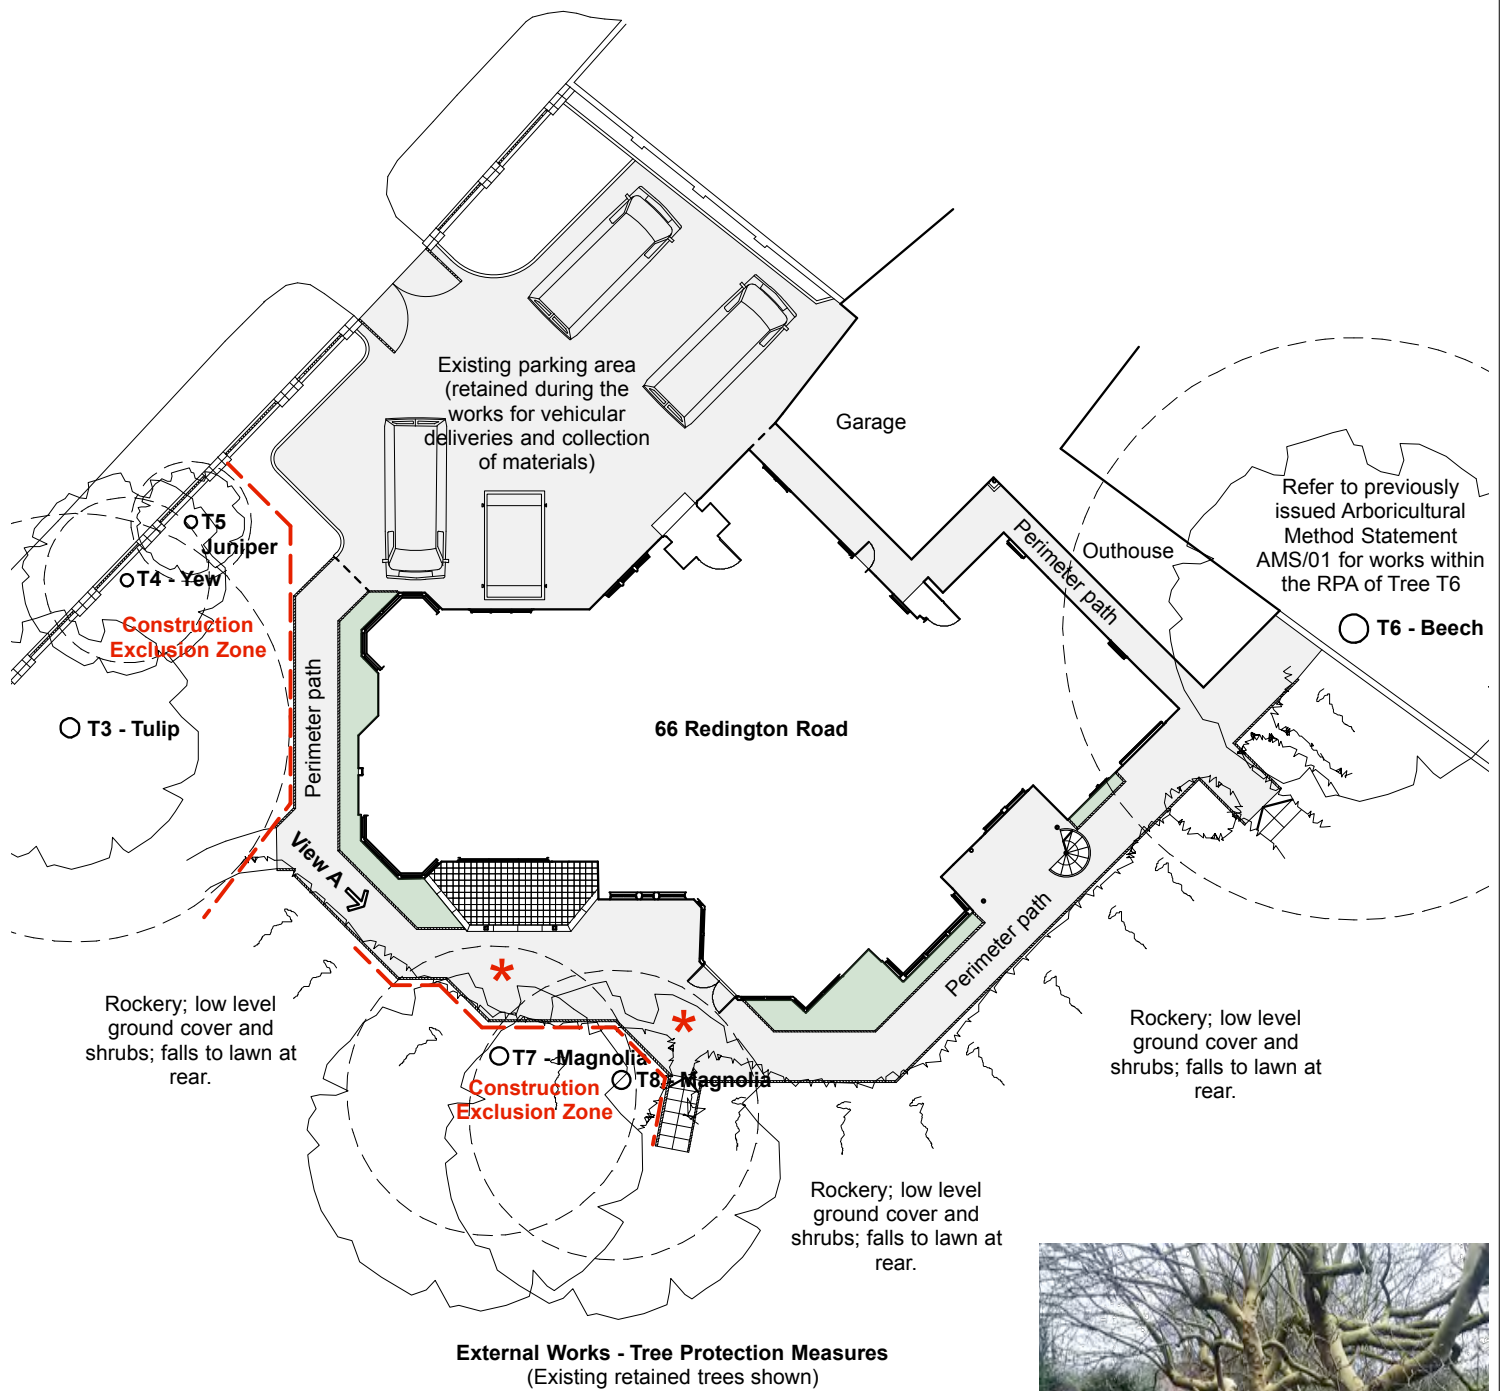 Existing parking area
(retained during the
works for vehicular
deliveries and collection
of materials)
Garage
Refer to previously
issued Arboricultural
Method Statement
AMS/01 for works within
the RPA of Tree T6
T5
Juniper
Perimeter path
Outhouse
T4 - Yew
Construction
Exclusion Zone
T6 - Beech
Perimeter path
T3 - Tulip
66 Redington Road
View A
Perimeter path
*
*
Rockery; low level
ground cover and
shrubs; falls to lawn at
rear.
Rockery; low level
ground cover and
shrubs; falls to lawn at
rear.
T7 - Magnolia
T8 - Magnolia
Construction
Exclusion Zone
Rockery; low level
ground cover and
shrubs; falls to lawn at
rear.
External Works - Tree Protection Measures
(Existing retained trees shown)